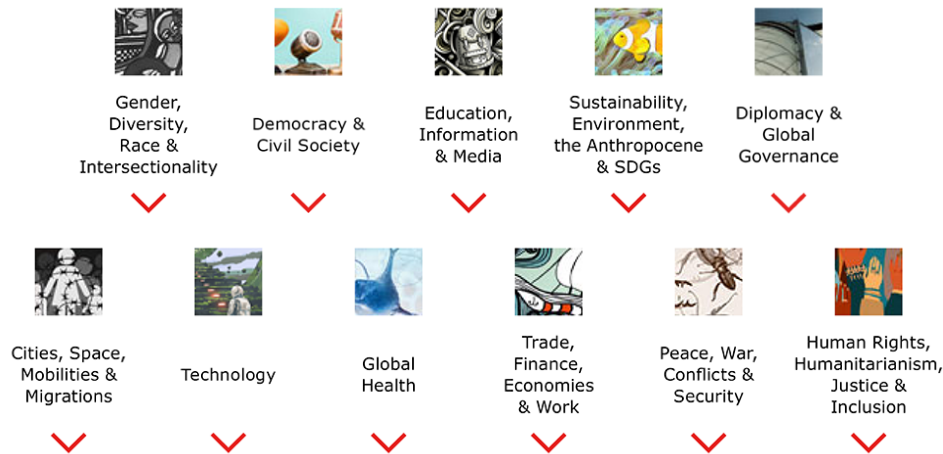 Gender,
Diversity,
Race &
Intersectionality
Democracy &
Civil Society
Education,
Information
& Media
Sustainability,
Environment,
the Anthropocene
& SDGs
Diplomacy &
Global
Governance
Cities, Space,
Mobilities &
Migrations
Technology
Global
Health
Trade,
Finance,
Economies
& Work
Peace, War,
Conflicts &
Security
Human Rights,
Humanitarianism,
Justice &
Inclusion